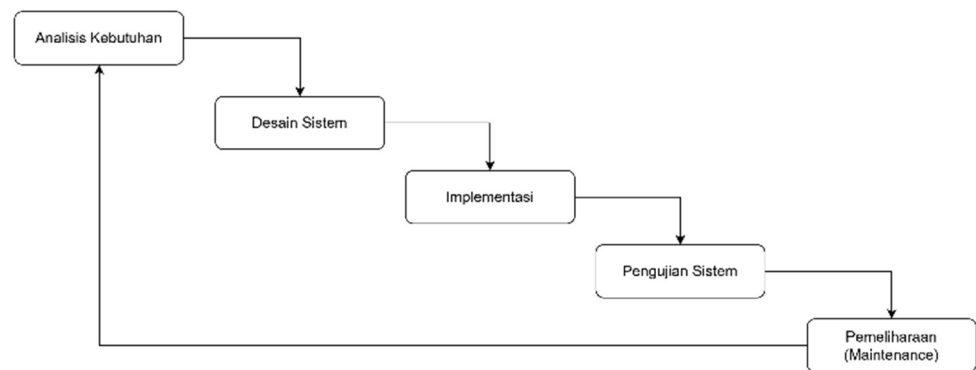 Analisis Kebutuhan
Desain Sistem
Implementasi
Pengujian Sistem
Pemeliharaan
(Maintenance)